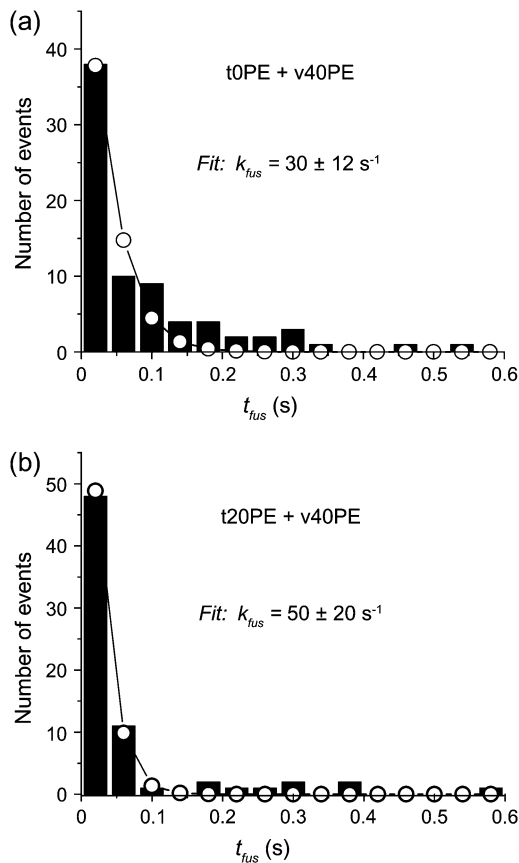 (a)
t0PE + v40PE
Fit: kfus = 30 ± 12 s-1
Number of events
40
30
20
10
0
0 0.1 0.2 0.3 0.4 0.5 0.6
tfus (s)
(b)
t20PE + v40PE
Fit: kfus = 50 ± 20 s-1
Number of events
50
40
30
20
10
0
0 0.1 0.2 0.3 0.4 0.5 0.6
tfus (s)